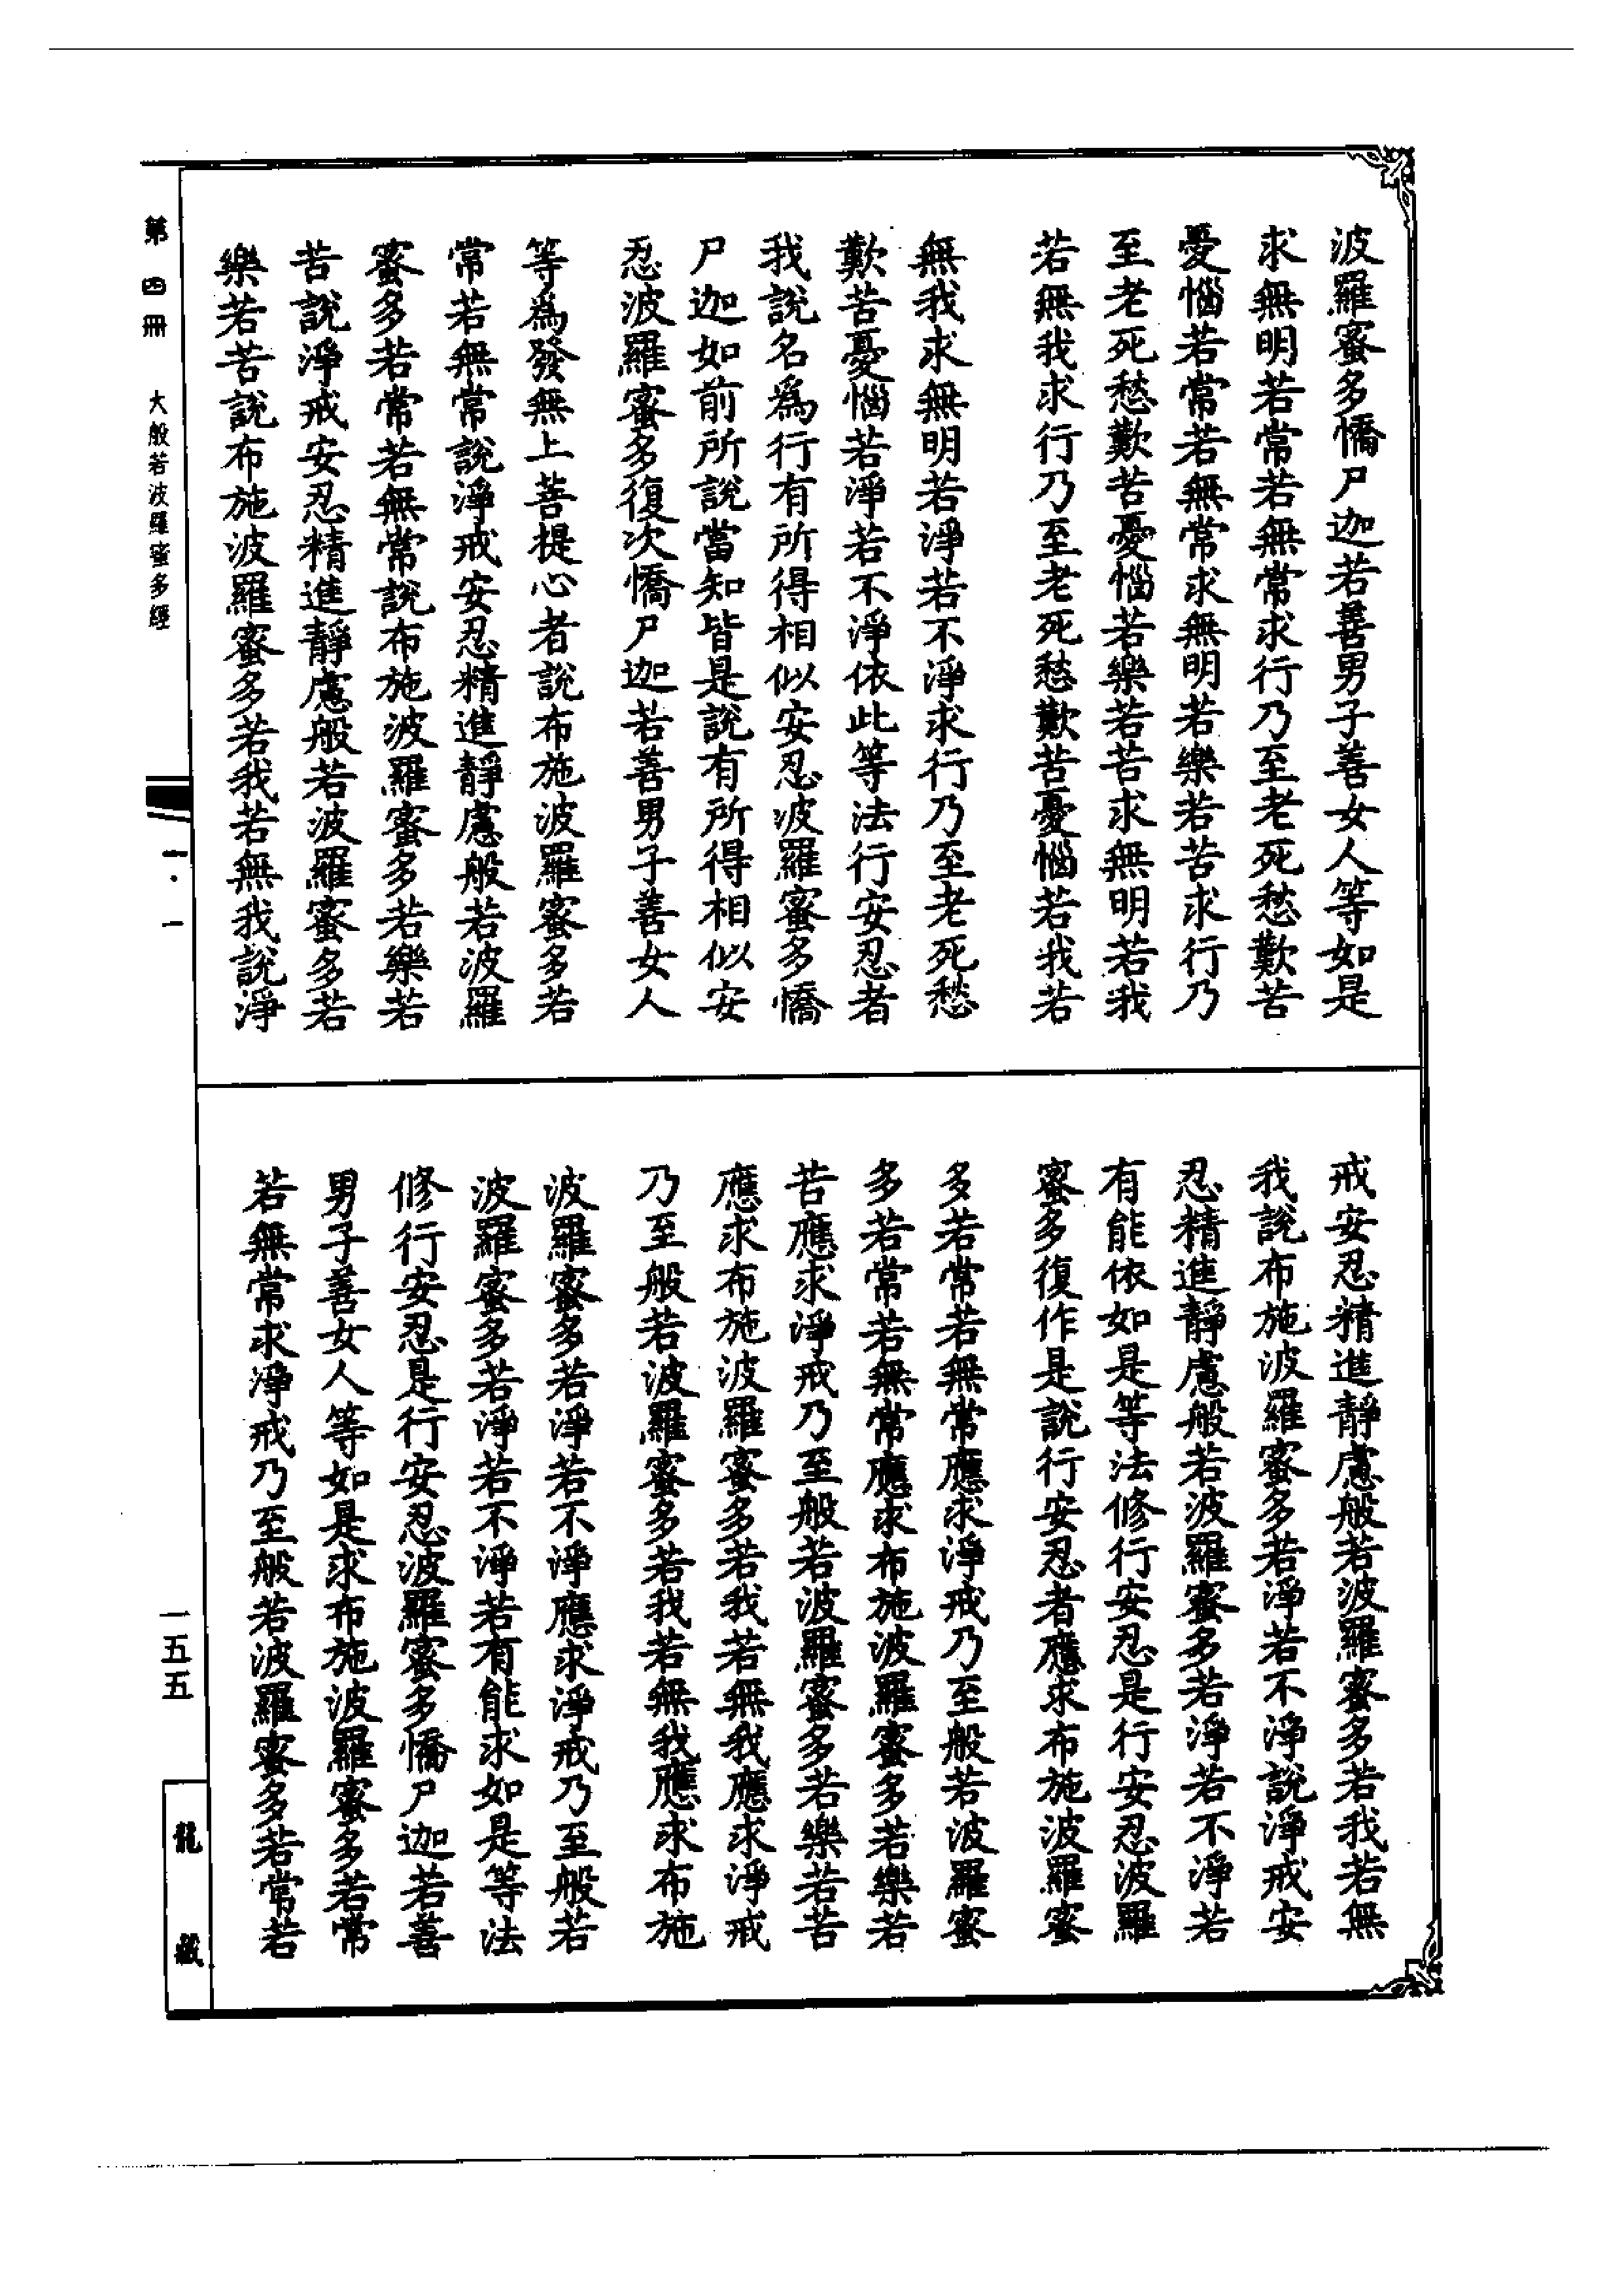 波羅蜜多憍尸迦若善男子善女人等如是
求無明若常若無常求行乃至老死愁歎苦
憂惱若常若無常求無明若樂若苦求行乃
至老死愁歎苦憂惱若樂若苦求無明若我
若無我求行乃至老死愁歎苦憂惱若我若
無我求無明若淨若不淨求行乃至老死愁
歎苦憂惱若淨若不淨依此等法行安忍者
我說名爲行有所得相似安忍波羅蜜多憍
尸迦如前所說當知皆是說有所得相似安
忍波羅蜜多復次憍尸迦若善男子善女人
等爲發無上菩提心者說布施波羅蜜多若
常若無常說淨戒安忍精進靜慮般若波羅
蜜多若常若無常說布施波羅蜜多若樂若
苦說淨戒安忍精進靜慮般若波羅蜜多若
樂若苦說布施波羅蜜多若我若無我說淨
戒安忍精進靜慮般若波羅蜜多若我若無
我說布施波羅蜜多若淨若不淨說淨戒安
忍精進靜慮般若波羅蜜多若淨若不淨若
有能依如是等法修行安忍是行安忍波羅
蜜多復作是說行安忍者應求布施波羅蜜
多若常若無常應求淨戒乃至般若波羅蜜
多若常若無常應求布施波羅蜜多若樂若
苦應求淨戒乃至般若波羅蜜多若樂若苦
應求布施波羅蜜多若我若無我應求淨戒
乃至般若波羅蜜多若我若無我應求布施
波羅蜜多若淨若不淨應求淨戒乃至般若
波羅蜜多若淨若不淨若有能求如是等法
修行安忍是行安忍波羅蜜多憍尸迦若善
男子善女人等如是求布施波羅蜜多若常
若無常求淨戒乃至般若波羅蜜多若常若
第四冊 大般若波羅蜜多經
一·一
一五五
龍藏